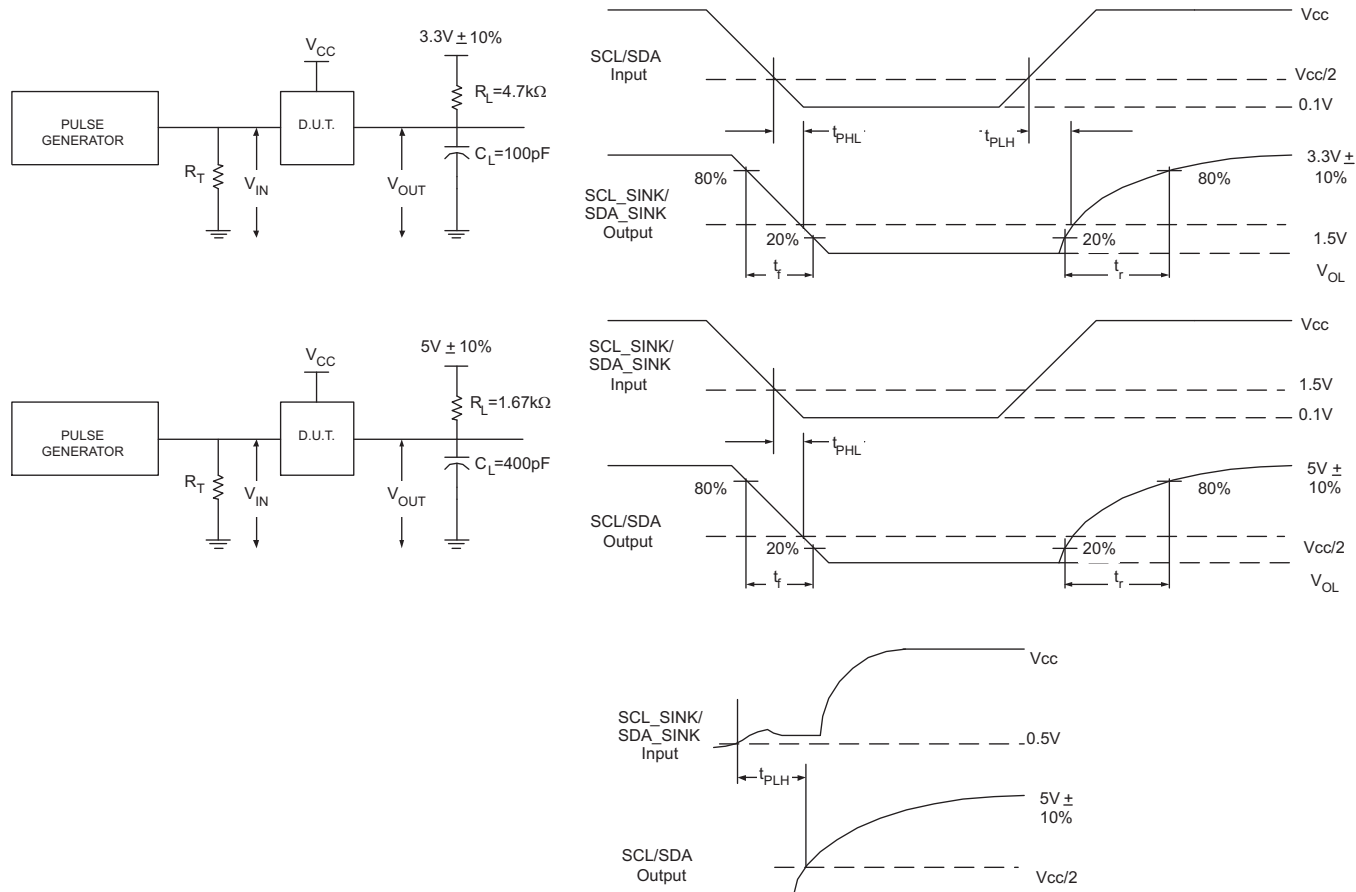 3.3V ± 10%
V_CC
R_L=4.7kΩ
PULSE
GENERATOR
D.U.T.
C_L=100pF
R_T
V_IN
V_OUT
Vcc
SCL/SDA
Input
Vcc/2
0.1V
t_PHL
t_PLH
80%
3.3V ±
10%
80%
SCL_SINK/
SDA_SINK
Output
20%
20%
1.5V
t_f
t_r
V_OL
5V ± 10%
V_CC
R_L=1.67kΩ
PULSE
GENERATOR
D.U.T.
C_L=400pF
R_T
V_IN
V_OUT
Vcc
SCL_SINK/
SDA_SINK
Input
1.5V
0.1V
t_PHL
80%
5V ±
10%
80%
SCL/SDA
Output
20%
20%
Vcc/2
t_f
t_r
V_OL
Vcc
SCL_SINK/
SDA_SINK
Input
0.5V
t_PLH
5V ±
10%
SCL/SDA
Output
Vcc/2